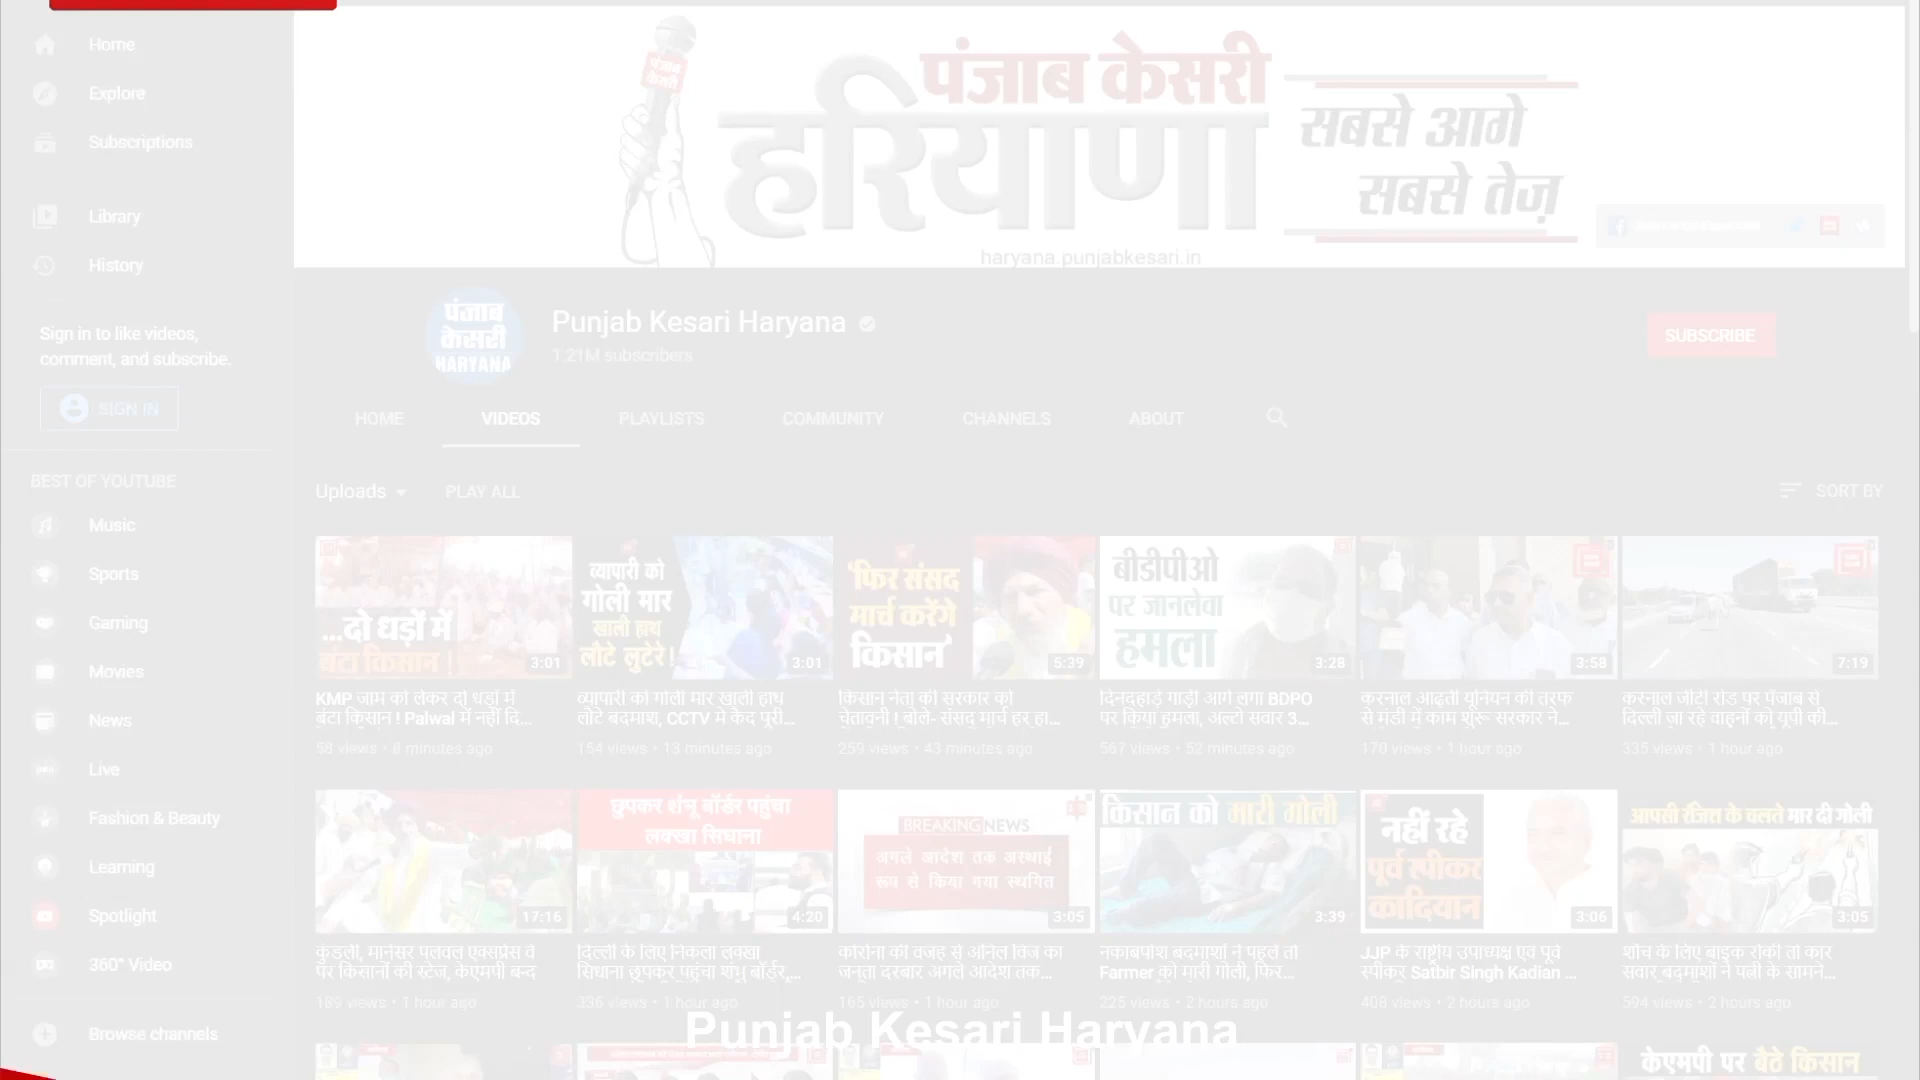 Home
Explore
Subscriptions
Library
History
Sign in to like videos,
comment, and subscribe.
SIGN IN
BEST OF YOUTUBE
Music
Sports
Gaming
Movies
News
Live
Fashion & Beauty
Learning
Spotlight
360° Video
Browse channels
पंजाब
केसरी
पंजाब केसरी
हरियाणा
haryana.punjabkesari.in
सबसे आगे
सबसे तेज़
पंजाब
केसरी
HARYANA
Punjab Kesari Haryana
1.21M subscribers
SUBSCRIBE
HOME
VIDEOS
PLAYLISTS
COMMUNITY
CHANNELS
ABOUT
Uploads
PLAY ALL
SORT BY
...दो धड़ों में
बंटा किसान !
3:01
KMP जाम को लेकर दो धड़ों में
बंटा किसान ! Palwal में नहीं दि...
58 views • 8 minutes ago
व्यापारी को
गोली मार
खाली हाथ
लौटे लुटेरे!
3:01
व्यापारी को गोली मार खाली हाथ
लौटे बदमाश, CCTV मे कैद पूरी...
154 views • 13 minutes ago
'फिर संसद
मार्च करेंगे
किसान'
5:39
किसान नेता की सरकार को
चेतावनी ! बोले- संसद मार्च हर हा...
259 views • 43 minutes ago
बीडीपीओ
पर जानलेवा
हमला
3:28
दिनदहाड़े गाड़ी आगे लगा BDPO
पर किया हमला, अल्टो सवार 3...
567 views • 52 minutes ago
3:58
करनाल आढ़ती यूनियन की तरफ
से मंडी में काम शुरू सरकार ने...
170 views • 1 hour ago
7:19
करनाल जीटी रोड पर पंजाब से
दिल्ली जा रहे वाहनों को यूपी की...
335 views • 1 hour ago
17:16
कुंडली, मानेसर पलवल एक्सप्रेस वे
पर किसानों की स्टेज, केएमपी बन्द
189 views • 1 hour ago
छुपकर शंभू बॉर्डर पहुंचा
लक्खा सिधाना
4:20
दिल्ली के लिए निकला लक्खा
सिधाना छुपकर पहुंचा शंभू बॉर्डर,...
336 views • 1 hour ago
BREAKING NEWS
अगले आदेश तक अस्थाई
रूप से किया गया स्थगित
3:05
कोरोना की वजह से अनिल विज का
जनता दरबार अगले आदेश तक...
165 views • 1 hour ago
किसान को मारी गोली
3:39
नकाबपोश बदमाशों ने पहले तो
Farmer को मारी गोली, फिर...
225 views • 2 hours ago
नहीं रहे
पूर्व स्पीकर
कादियान
3:06
JJP के राष्ट्रीय उपाध्यक्ष एवं पूर्व
स्पीकर Satbir Singh Kadian ...
408 views • 2 hours ago
आपसी रंजिश के चलते मार दी गोली
3:05
शौच के लिए बाइक रोकी तो कार
सवार बदमाशों ने पत्नी के सामने...
594 views • 2 hours ago
Punjab Kesari Haryana
केएमपी पर बैठे किसान